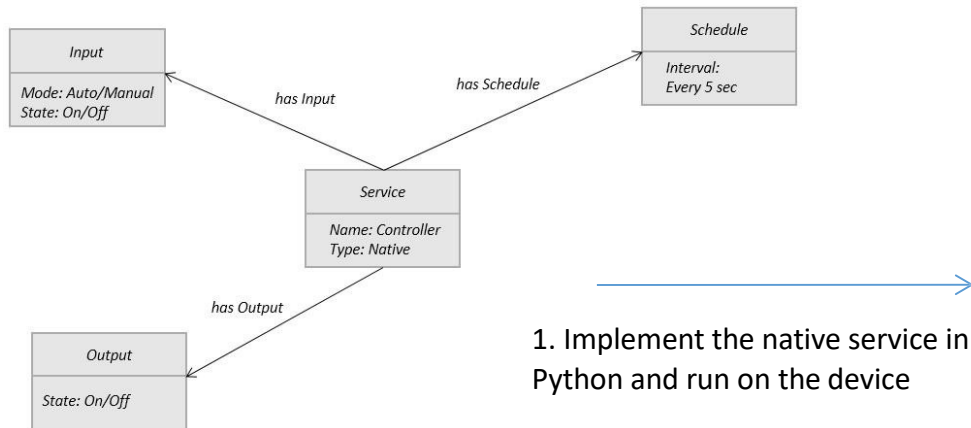 Input
Mode: Auto/Manual
State: On/Off
has Input
has Schedule
Schedule
Interval:
Every 5 sec
Service
Name: Controller
Type: Native
has Output
Output
State: On/Off
1. Implement the native service in
Python and run on the device